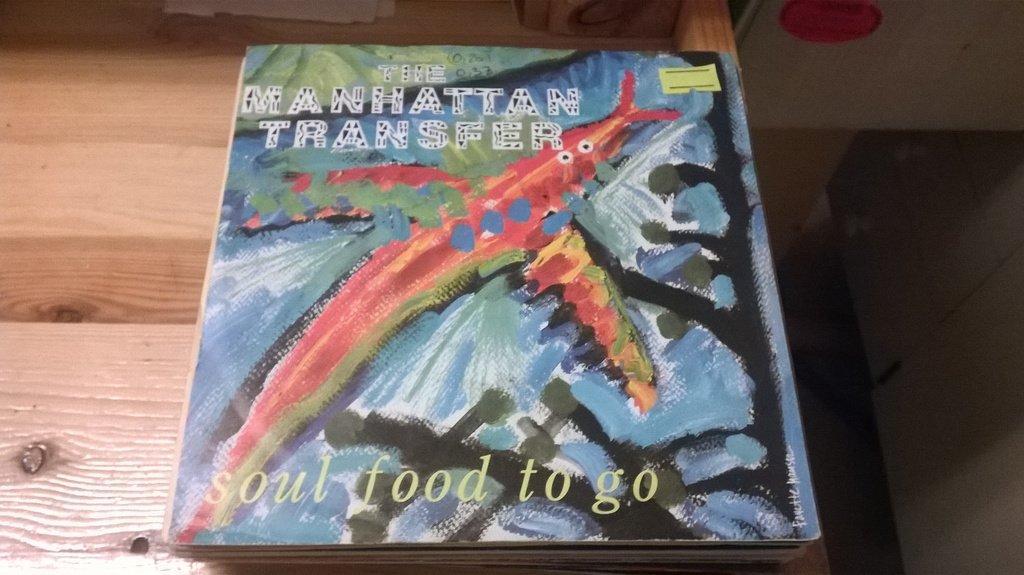 THE
MANHATTAN
TRANSFER
soul food to go